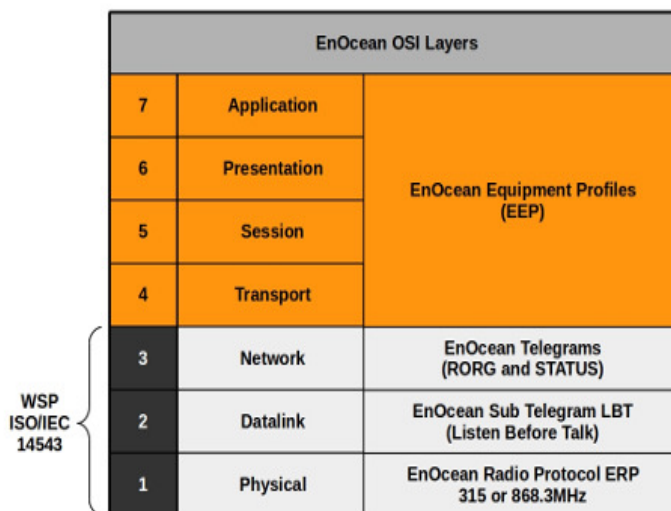 EnOcean OSI Layers
7 Application
6 Presentation
EnOcean Equipment Profiles
(EEP)
5 Session
4 Transport
WSP
ISO/IEC
14543
3 Network EnOcean Telegrams
(RORG and STATUS)
2 Datalink EnOcean Sub Telegram LBT
(Listen Before Talk)
1 Physical EnOcean Radio Protocol ERP
315 or 868.3MHz